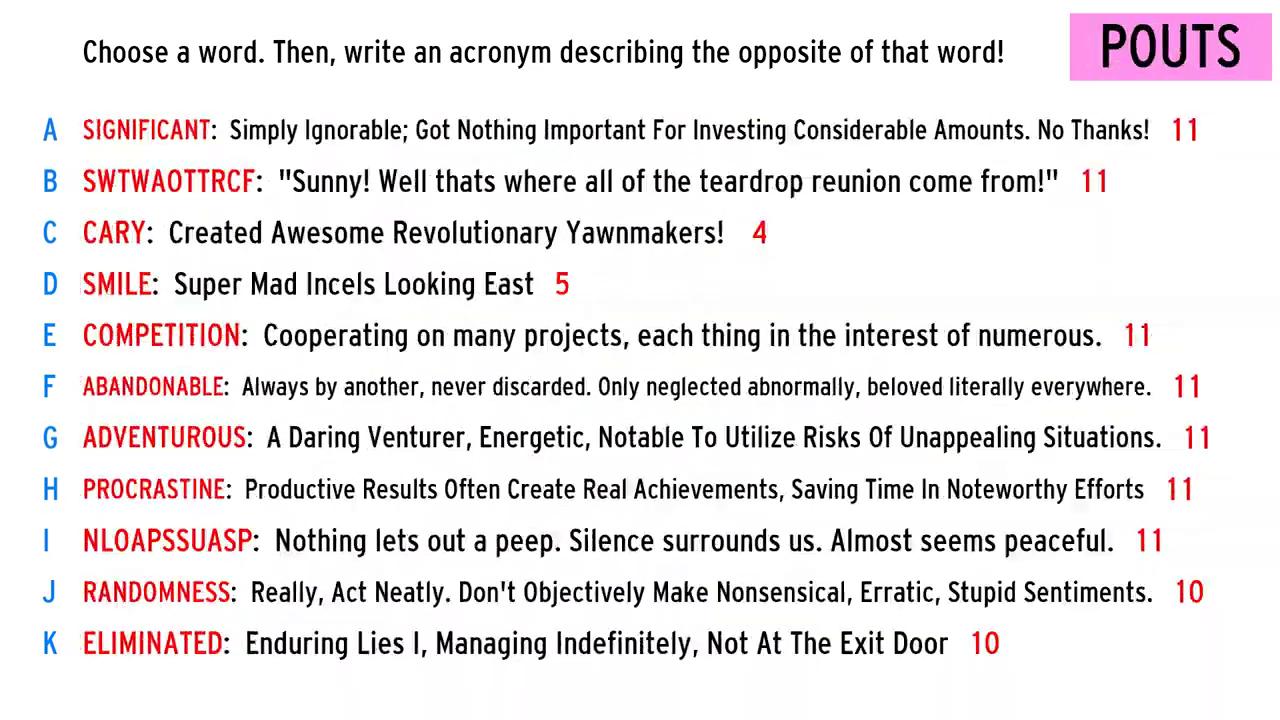 Choose a word. Then, write an acronym describing the opposite of that word!
POUTS
A SIGNIFICANT: Simply Ignorable; Got Nothing Important For Investing Considerable Amounts. No Thanks! 11
B SWTWAOTTRCF: "Sunny! Well thats where all of the teardrop reunion come from!" 11
C CARY: Created Awesome Revolutionary Yawnmakers! 4
D SMILE: Super Mad Incels Looking East 5
E COMPETITION: Cooperating on many projects, each thing in the interest of numerous. 11
F ABANDONABLE: Always by another, never discarded. Only neglected abnormally, beloved literally everywhere. 11
G ADVENTUROUS: A Daring Venturer, Energetic, Notable To Utilize Risks Of Unappealing Situations. 11
H PROCRASTINE: Productive Results Often Create Real Achievements, Saving Time In Noteworthy Efforts 11
I NLOAPSSUASP: Nothing lets out a peep. Silence surrounds us. Almost seems peaceful. 11
J RANDOMNESS: Really, Act Neatly. Don't Objectively Make Nonsensical, Erratic, Stupid Sentiments. 10
K ELIMINATED: Enduring Lies I, Managing Indefinitely, Not At The Exit Door 10